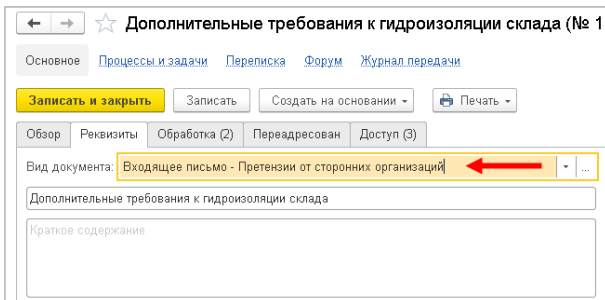 Дополнительные требования к гидроизоляции склада (№ 1
Основное Процессы и задачи Переписка Форум Журнал передачи
Записать и закрыть Записать Создать на основании Печать
Обзор Реквизиты Обработка (2) Переадресован Доступ (3)
Вид документа: Входящее письмо - Претензии от сторонних организаций ...
Дополнительные требования к гидроизоляции склада
Краткое содержание